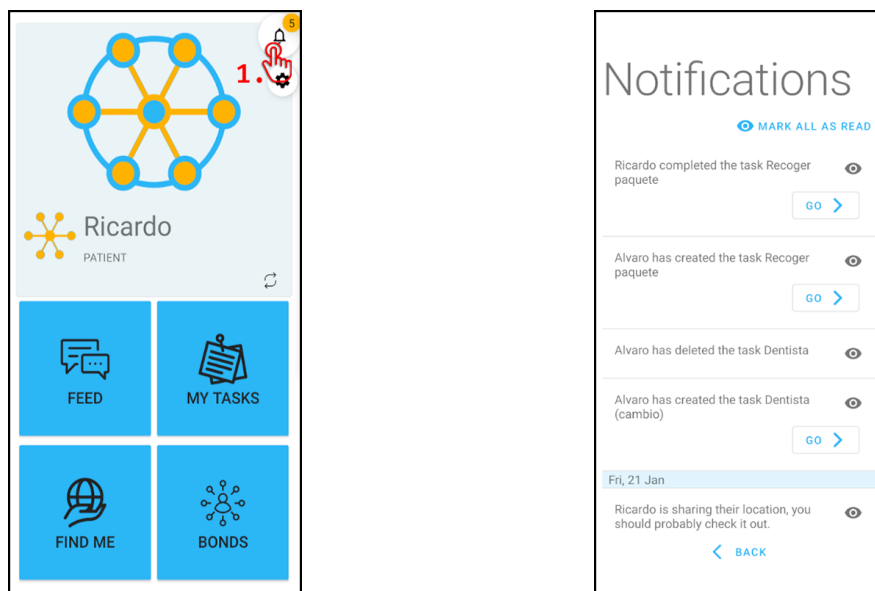 5
1.
Ricardo
PATIENT
FEED
MY TASKS
FIND ME
BONDS
Notifications
MARK ALL AS READ
Ricardo completed the task Recoger
paquete
GO
Alvaro has created the task Recoger
paquete
GO
Alvaro has deleted the task Dentista
Alvaro has created the task Dentista
(cambio)
GO
Fri, 21 Jan
Ricardo is sharing their location, you
should probably check it out.
BACK